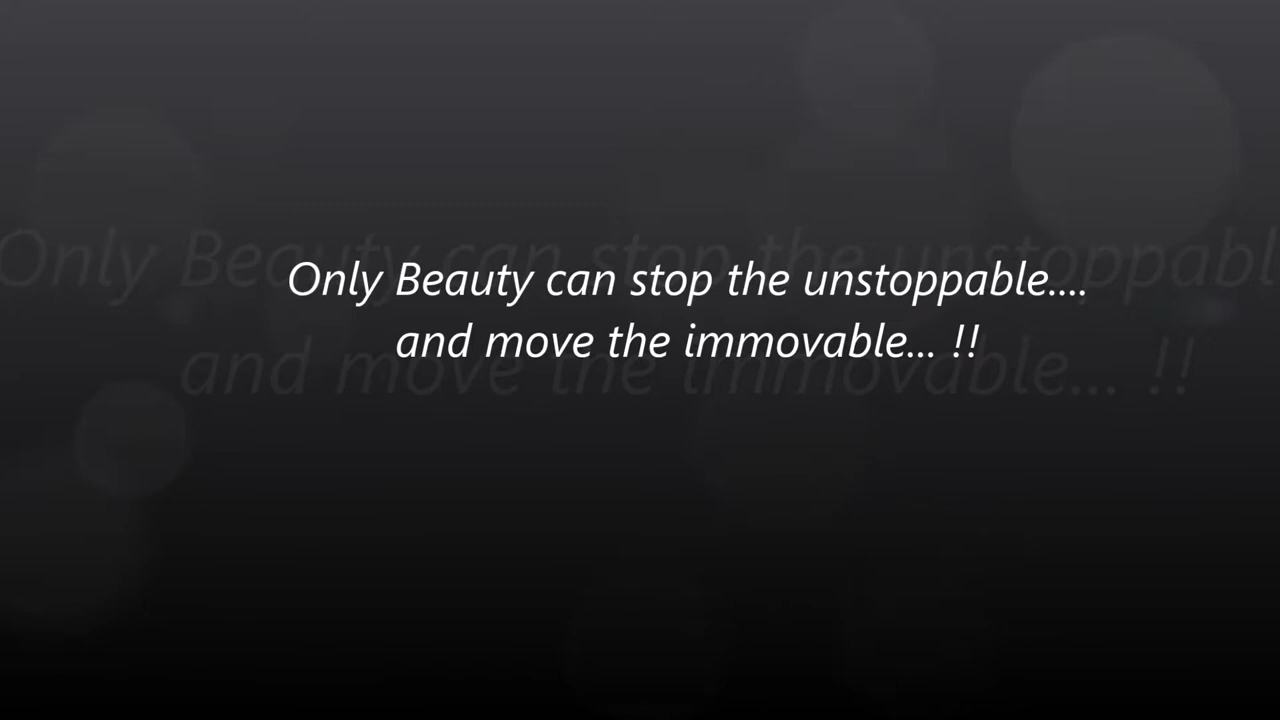 Only Beauty can stop the unstoppable....
and move the immovable... !!